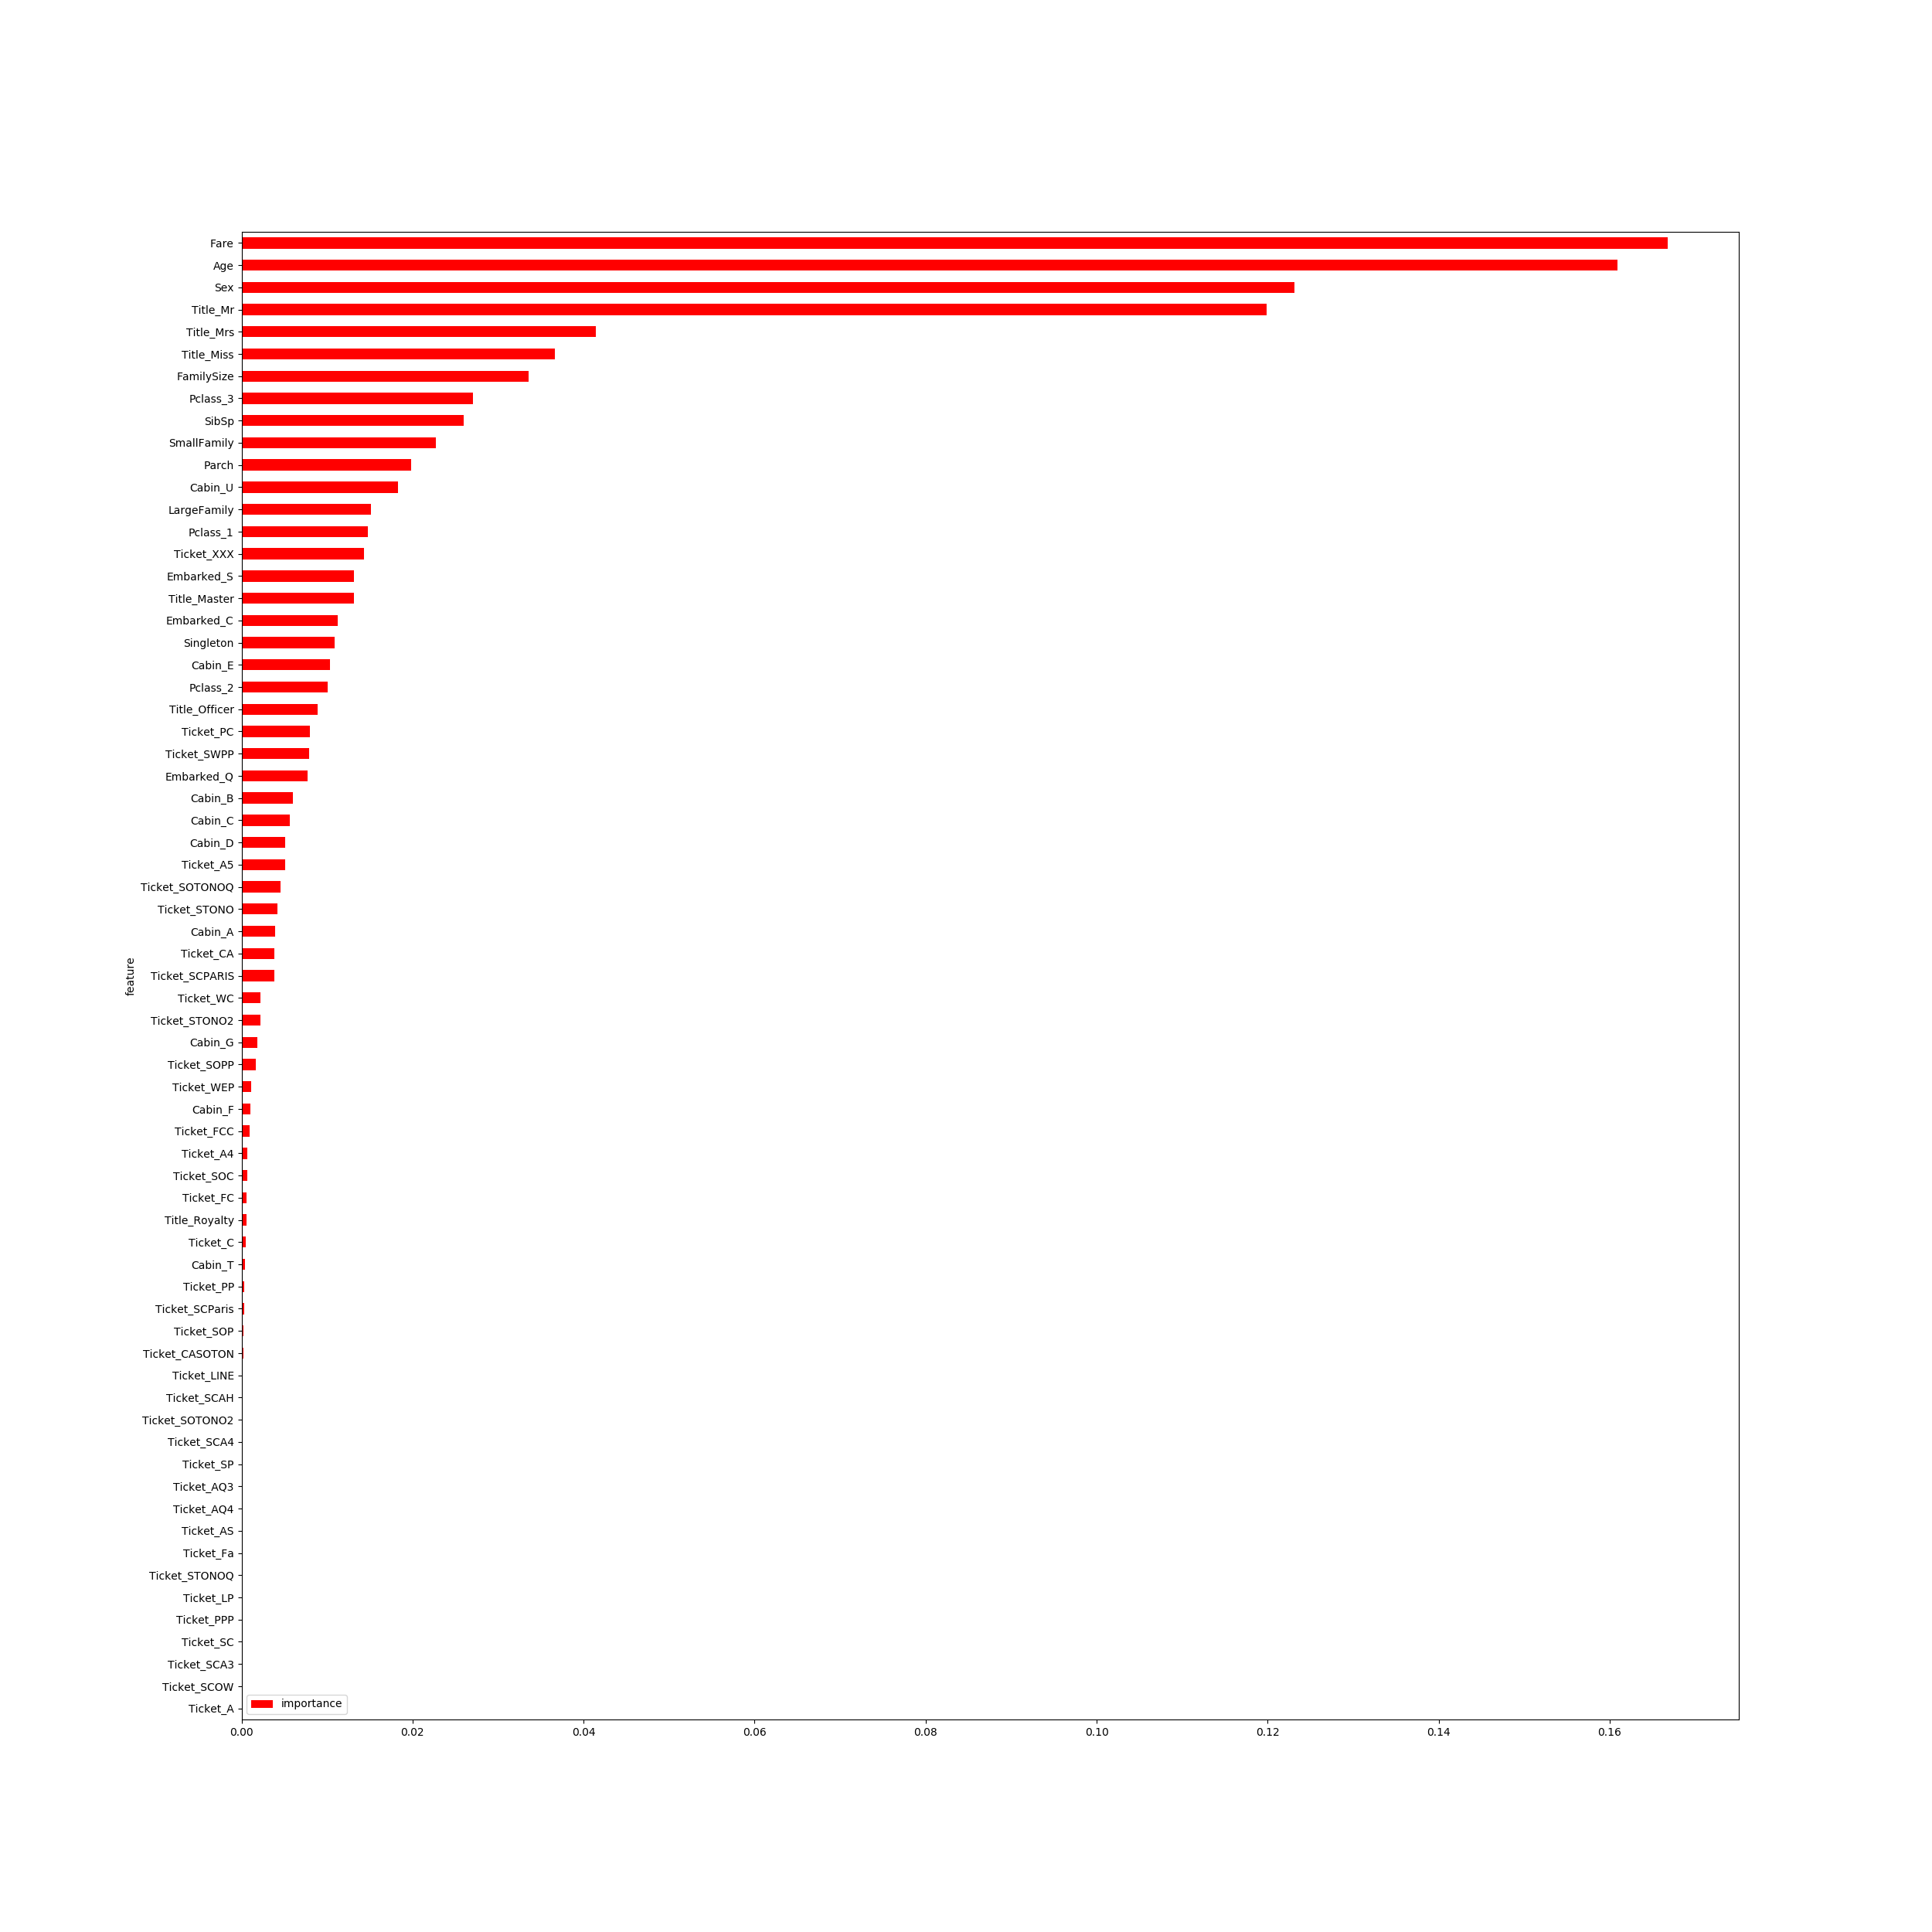 Fare
Age
Sex
Title_Mr
Title_Mrs
Title_Miss
FamilySize
Pclass_3
SibSp
SmallFamily
Parch
Cabin_U
LargeFamily
Pclass_1
Ticket_XXX
Embarked_S
Title_Master
Embarked_C
Singleton
Cabin_E
Pclass_2
Title_Officer
Ticket_PC
Ticket_SWPP
Embarked_Q
Cabin_B
Cabin_C
Cabin_D
Ticket_A5
Ticket_SOTONOQ
Ticket_STONO
Cabin_A
Ticket_CA
Ticket_SCPARIS
Ticket_WC
Ticket_STONO2
Cabin_G
Ticket_SOPP
Ticket_WEP
Cabin_F
Ticket_FCC
Ticket_A4
Ticket_SOC
Ticket_FC
Title_Royalty
Ticket_C
Cabin_T
Ticket_PP
Ticket_SCParis
Ticket_SOP
Ticket_CASOTON
Ticket_LINE
Ticket_SCAH
Ticket_SOTONO2
Ticket_SCA4
Ticket_SP
Ticket_AQ3
Ticket_AQ4
Ticket_AS
Ticket_Fa
Ticket_STONOQ
Ticket_LP
Ticket_PPP
Ticket_SC
Ticket_SCA3
Ticket_SCOW
Ticket_A
feature
importance
0.00 0.02 0.04 0.06 0.08 0.10 0.12 0.14 0.16